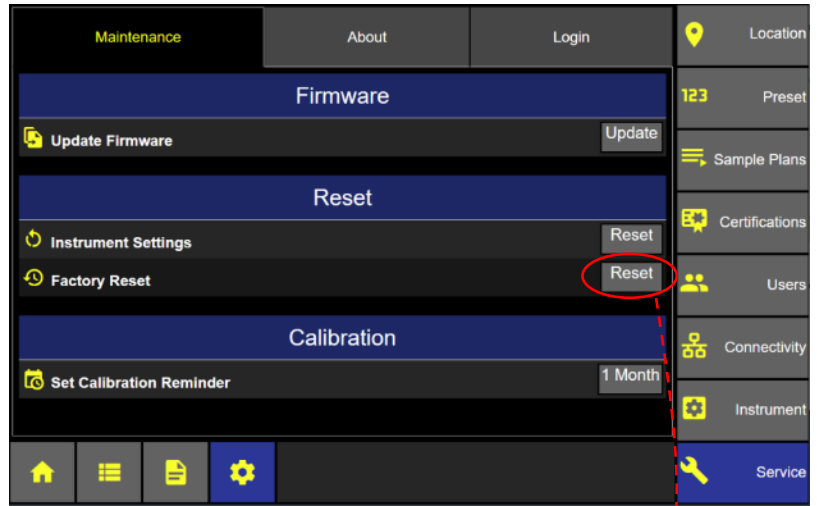 Maintenance
About
Login
Firmware
Update Firmware
Update
Reset
Instrument Settings
Reset
Factory Reset
Reset
Calibration
Set Calibration Reminder
1 Month
Location
123
Preset
Sample Plans
Certifications
Users
Connectivity
Instrument
Service